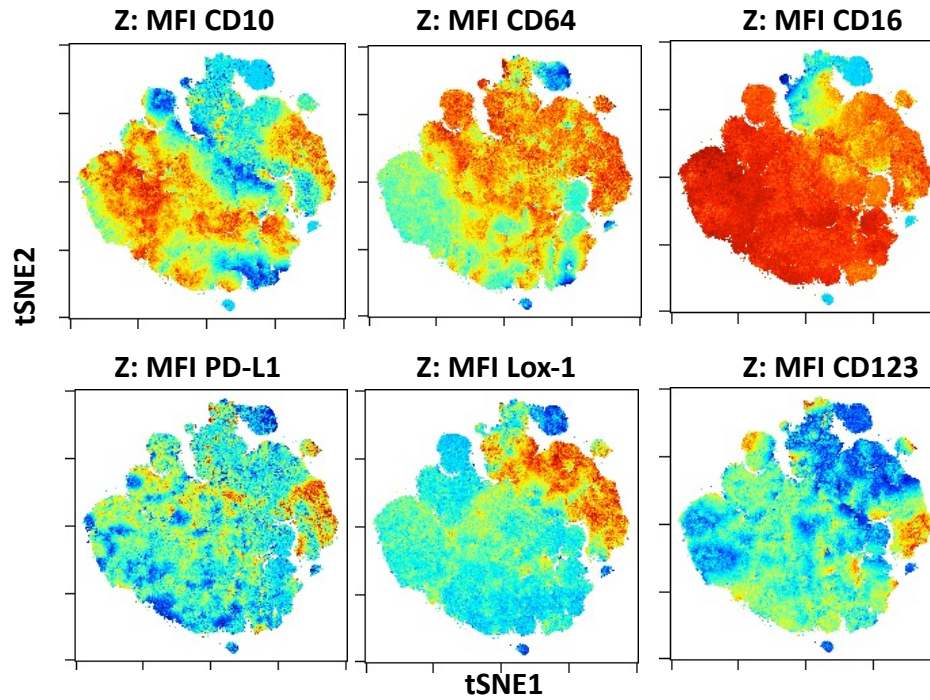 Z: MFI CD10
Z: MFI CD64
Z: MFI CD16
tSNE2
Z: MFI PD-L1
Z: MFI Lox-1
Z: MFI CD123
tSNE1